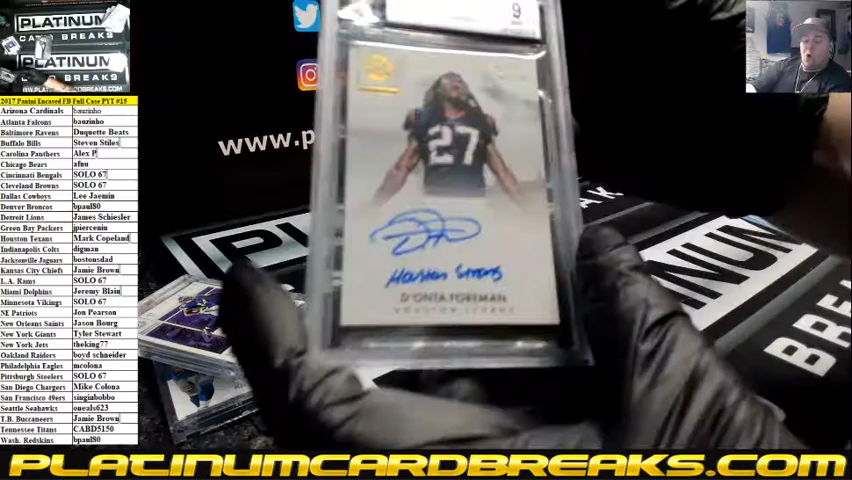 PLATINUM
CARD BREAKS
PLATINUM
CARD BREAKS
2017 Panini Encased FB Full Case PYT #15
Arizona Cardinals bauzinho
Atlanta Falcons bauzinho
Baltimore Ravens Duquette Beats
Buffalo Bills Steven Stiles
Carolina Panthers Alex P
Chicago Bears afnu
Cincinnati Bengals SOLO 67
Cleveland Browns SOLO 67
Dallas Cowboys Lee Jaemin
Denver Broncos bpaul80
Detroit Lions James Schiesler
Green Bay Packers jpierceniu
Houston Texans Mark Copeland
Indianapolis Colts digman
Jacksonville Jaguars bostonsdad
Kansas City Chiefs Jamie Brown
L.A. Rams SOLO 67
Miami Dolphins Jeremy Blain
Minnesota Vikings SOLO 67
NE Patriots Jon Pearson
New Orleans Saints Jason Bourg
New York Giants Tyler Stewart
New York Jets theking77
Oakland Raiders boyd schneider
Philadelphia Eagles mcolona
Pittsburgh Steelers SOLO 67
San Diego Chargers Mike Colona
San Francisco 49ers singinbobbo
Seattle Seahawks oneals623
T.B. Buccaneers Jamie Brown
Tennessee Titans CABD5150
Wash. Redskins bpaul80
9
27
Houston Strong
D'ONTA FOREMAN
HOUSTON TEXANS
www.p
PLATINUM
BREAK
PLATINUMCARDBREAKS.COM